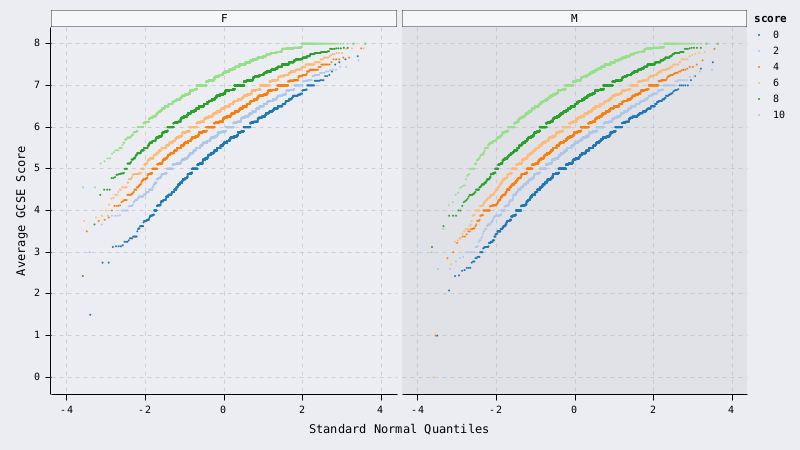 F
M
score
0
2
4
6
8
10
8
7
6
5
4
3
2
1
0
Average GCSE Score
-4 -2 0 2 4
-4 -2 0 2 4
Standard Normal Quantiles